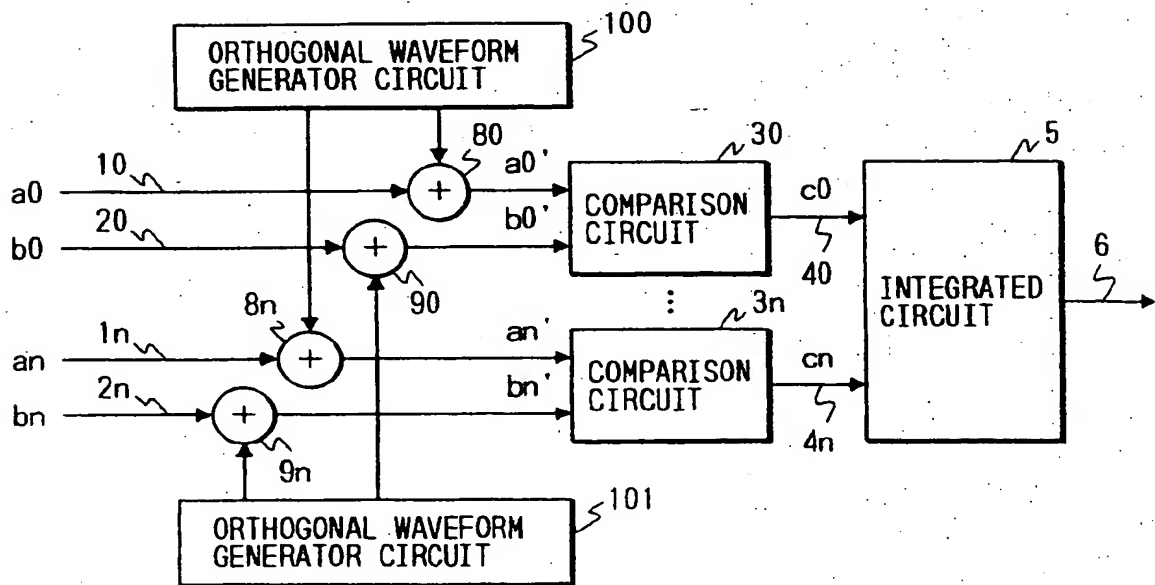 100
ORTHOGONAL WAVEFORM
GENERATOR CIRCUIT
80
30
5
10
a0
a0'
20
b0
b0'
COMPARISON
CIRCUIT
c0
40
6
90
INTEGRATED
CIRCUIT
8n
⋮
3n
1n
an
an'
2n
bn
bn'
COMPARISON
CIRCUIT
cn
4n
9n
101
ORTHOGONAL WAVEFORM
GENERATOR CIRCUIT